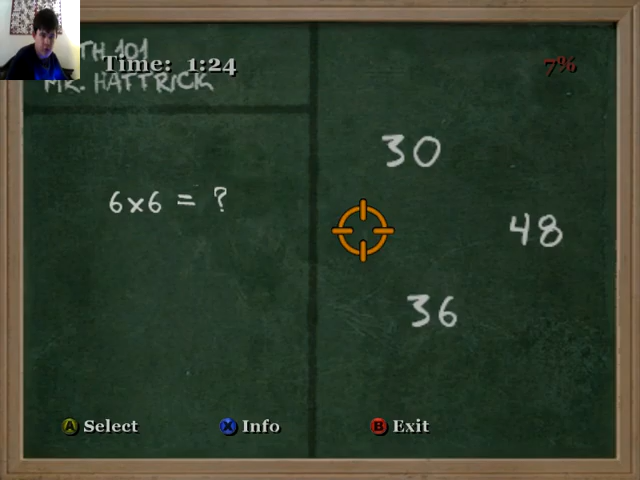 TH 101
Time: 1:24
7%
MR. HATTRICK
30
6x6 = ?
48
36
A Select
X Info
B Exit